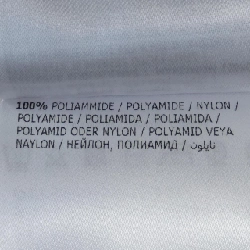 100% POLIAMMIDE / POLYAMIDE / NYLON /
POLYAMIDE / POLIAMIDA / POLIAMIDA /
POLYAMID ODER NYLON / POLYAMID VEYA
NAYLON / НЕЙЛОН, ПОЛИАМИД / نايلون